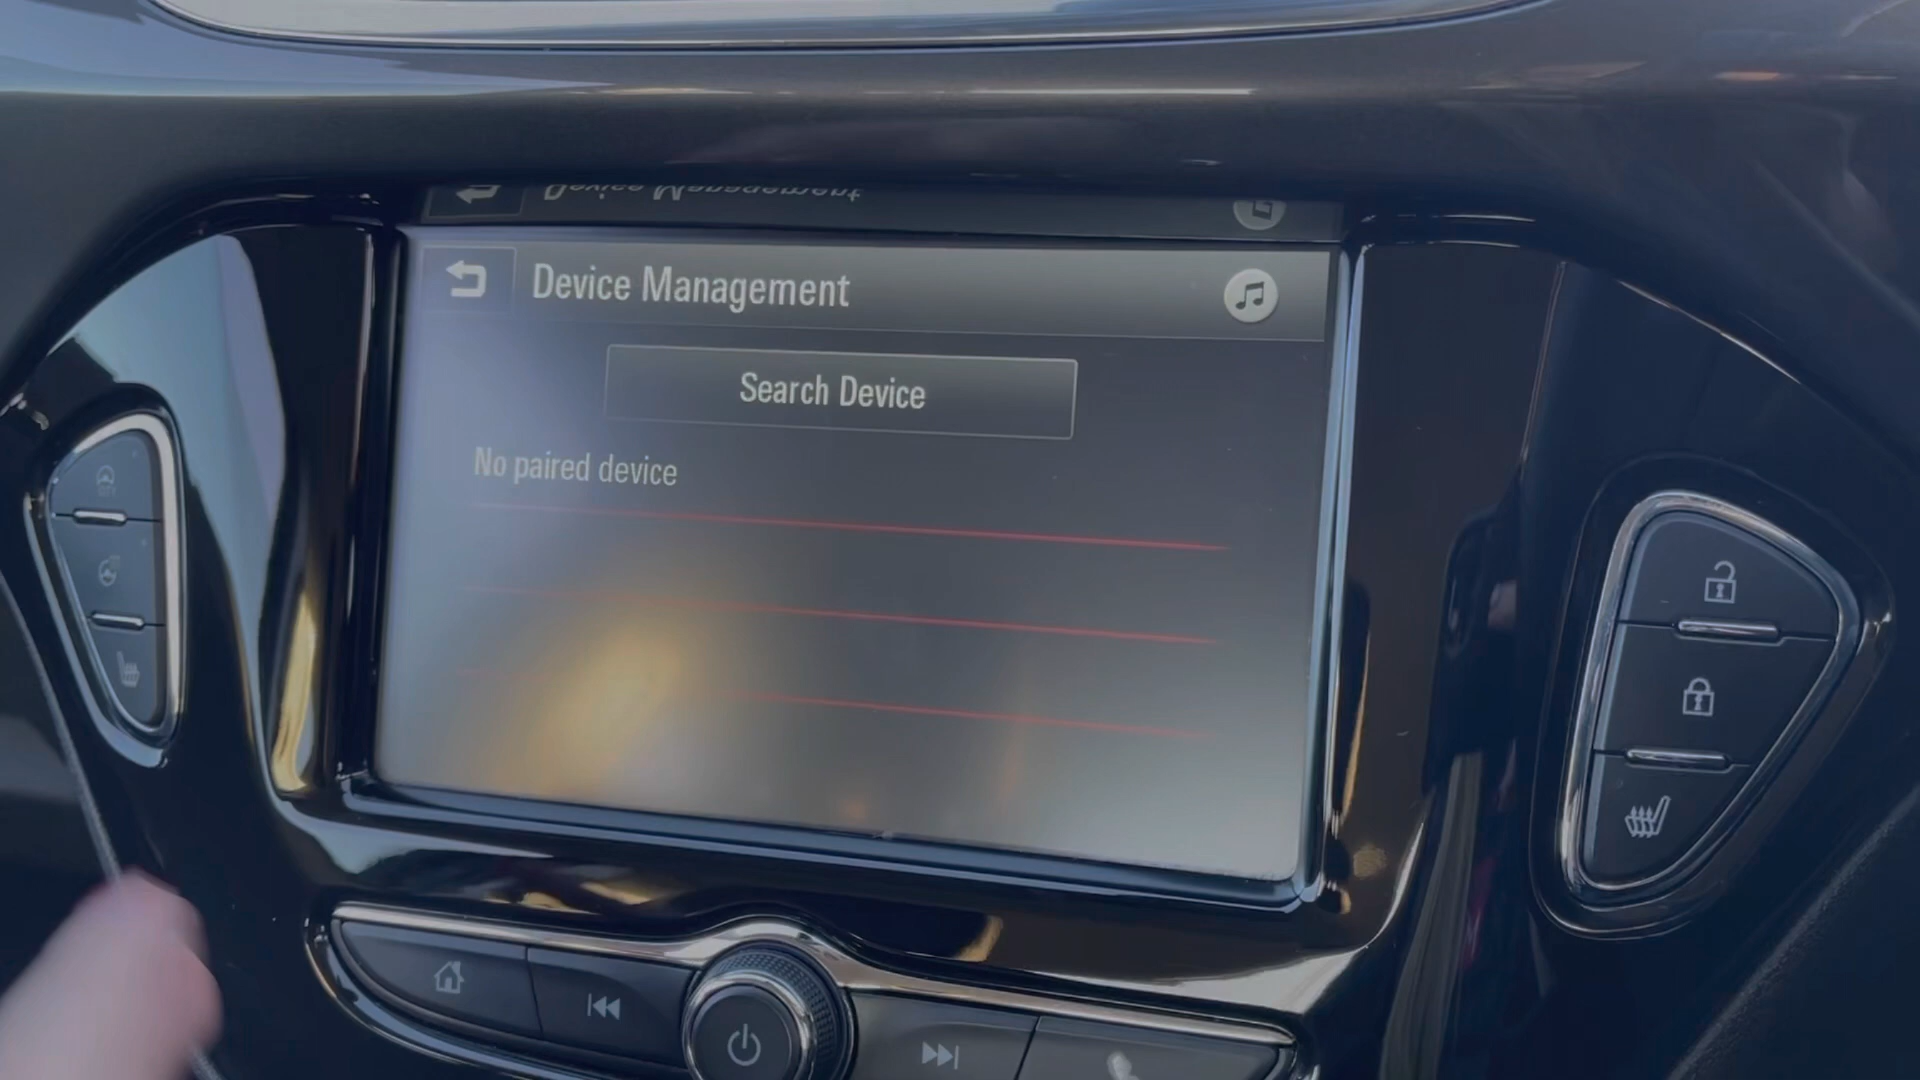 Device Management
Search Device
No paired device